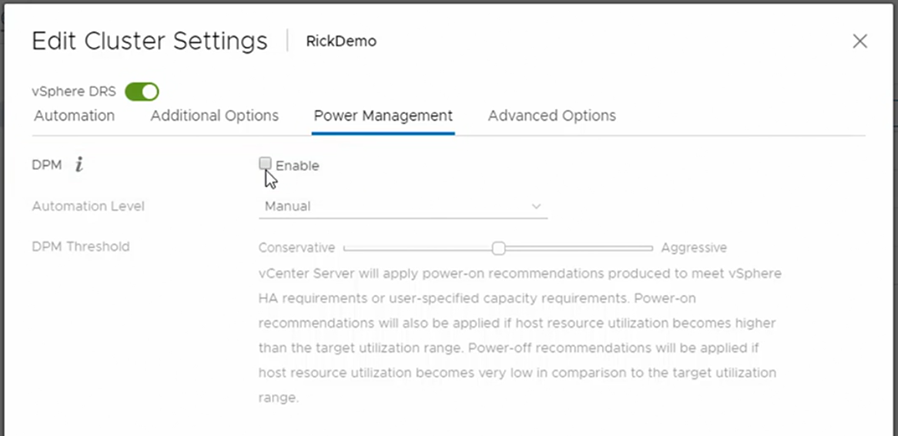 Edit Cluster Settings RickDemo
vSphere DRS
Automation Additional Options Power Management Advanced Options
DPM i Enable
Automation Level Manual
DPM Threshold Conservative Aggressive
vCenter Server will apply power-on recommendations produced to meet vSphere
HA requirements or user-specified capacity requirements. Power-on
recommendations will also be applied if host resource utilization becomes higher
than the target utilization range. Power-off recommendations will be applied if
host resource utilization becomes very low in comparison to the target utilization
range.